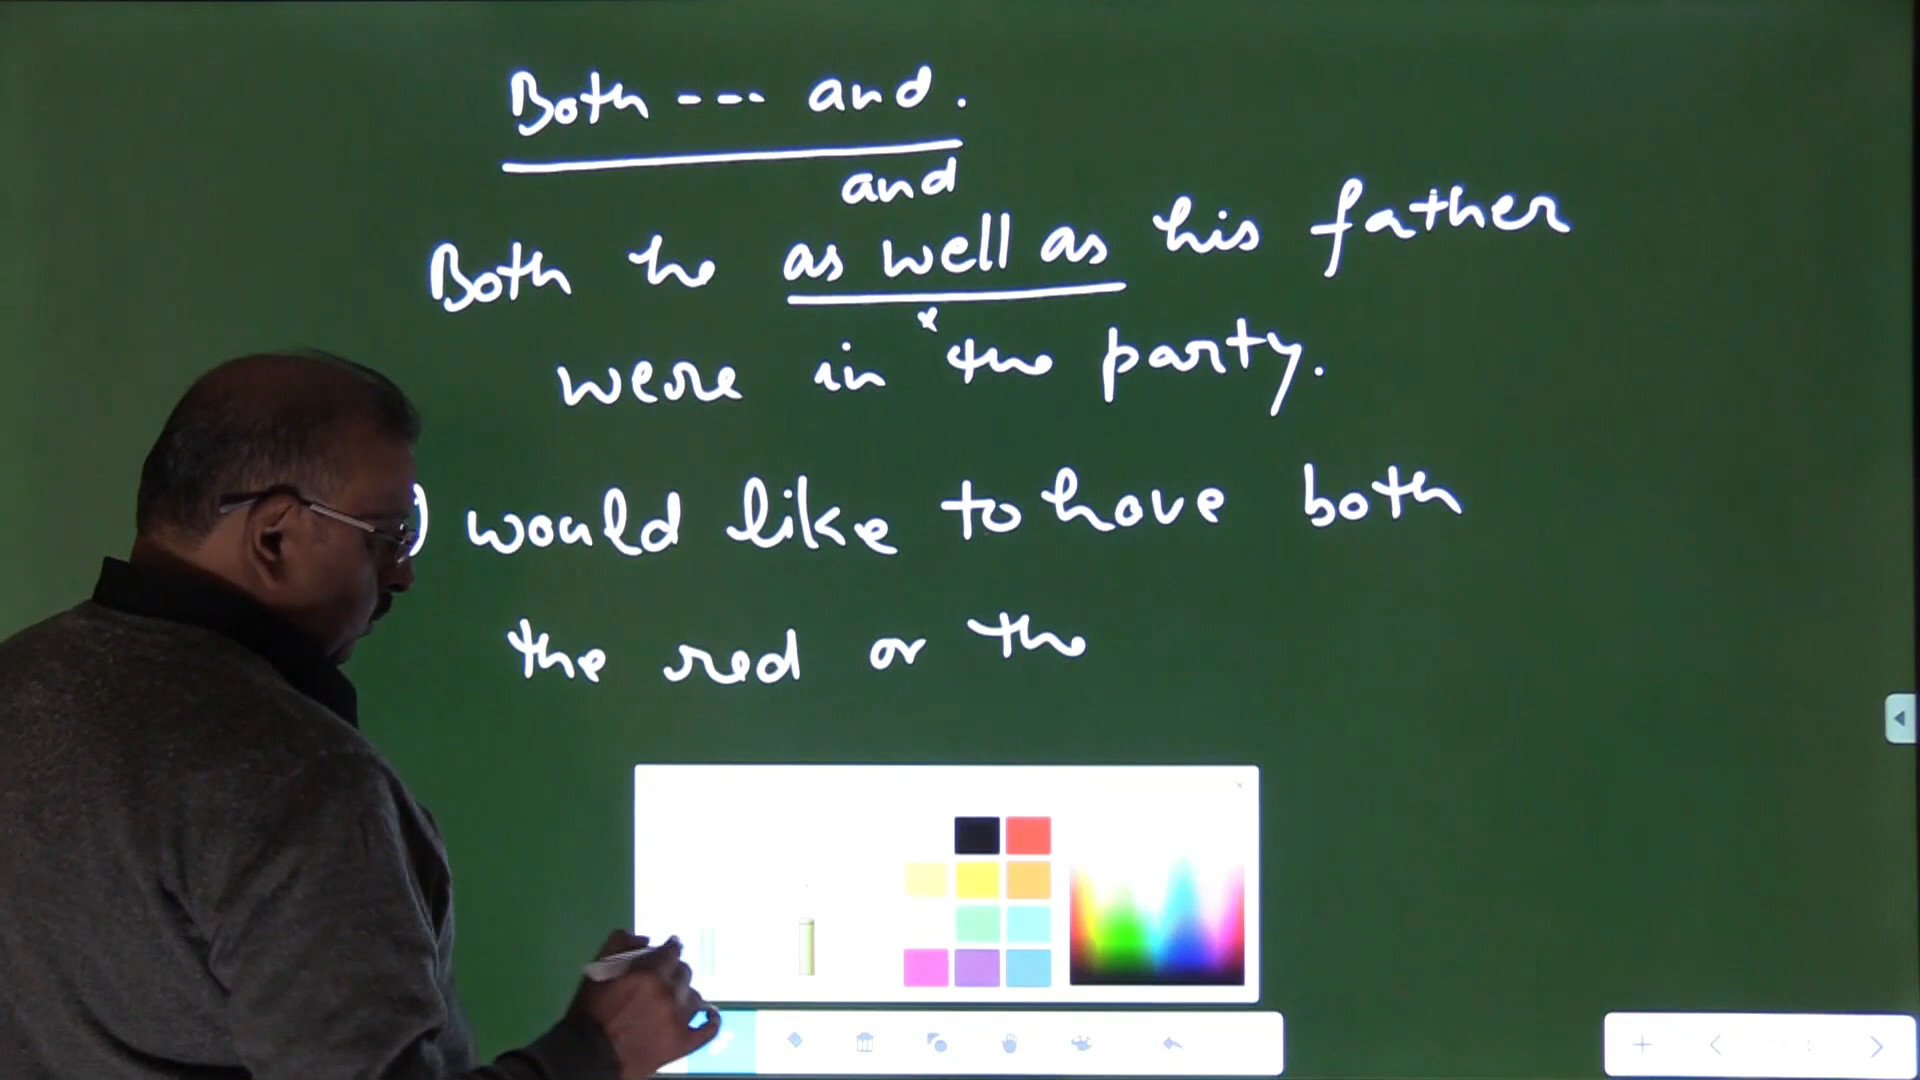 Both --- and.
and
Both he as well as his father
x
were in the party.
) would like to have both
the red or the